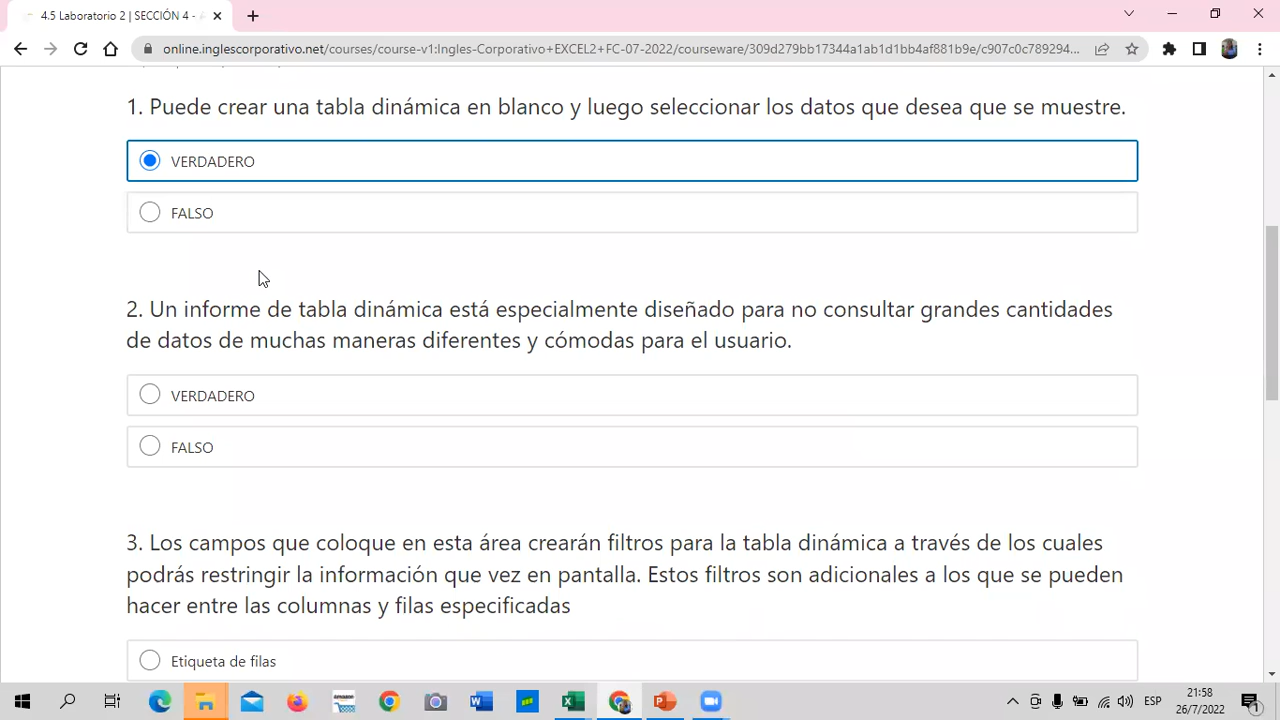 4.5 Laboratorio 2 | SECCIÓN 4 -
online.inglescorporativo.net/courses/course-v1:Ingles-Corporativo+EXCEL2+FC-07-2022/courseware/309d279bb17344a1ab1d1bb4af881b9e/c907c0c789294...
1. Puede crear una tabla dinámica en blanco y luego seleccionar los datos que desea que se muestre.
VERDADERO
FALSO
2. Un informe de tabla dinámica está especialmente diseñado para no consultar grandes cantidades
de datos de muchas maneras diferentes y cómodas para el usuario.
VERDADERO
FALSO
3. Los campos que coloque en esta área crearán filtros para la tabla dinámica a través de los cuales
podrás restringir la información que vez en pantalla. Estos filtros son adicionales a los que se pueden
hacer entre las columnas y filas especificadas
Etiqueta de filas
ESP
21:58
26/7/2022